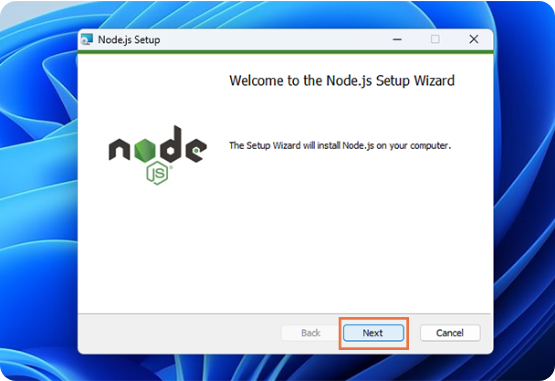 Node.js Setup
Welcome to the Node.js Setup Wizard
node
JS
The Setup Wizard will install Node.js on your computer.
Back
Next
Cancel